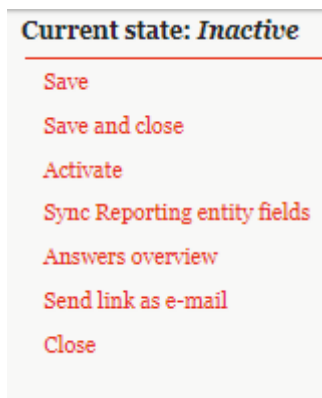 Current state: Inactive
Save
Save and close
Activate
Sync Reporting entity fields
Answers overview
Send link as e-mail
Close